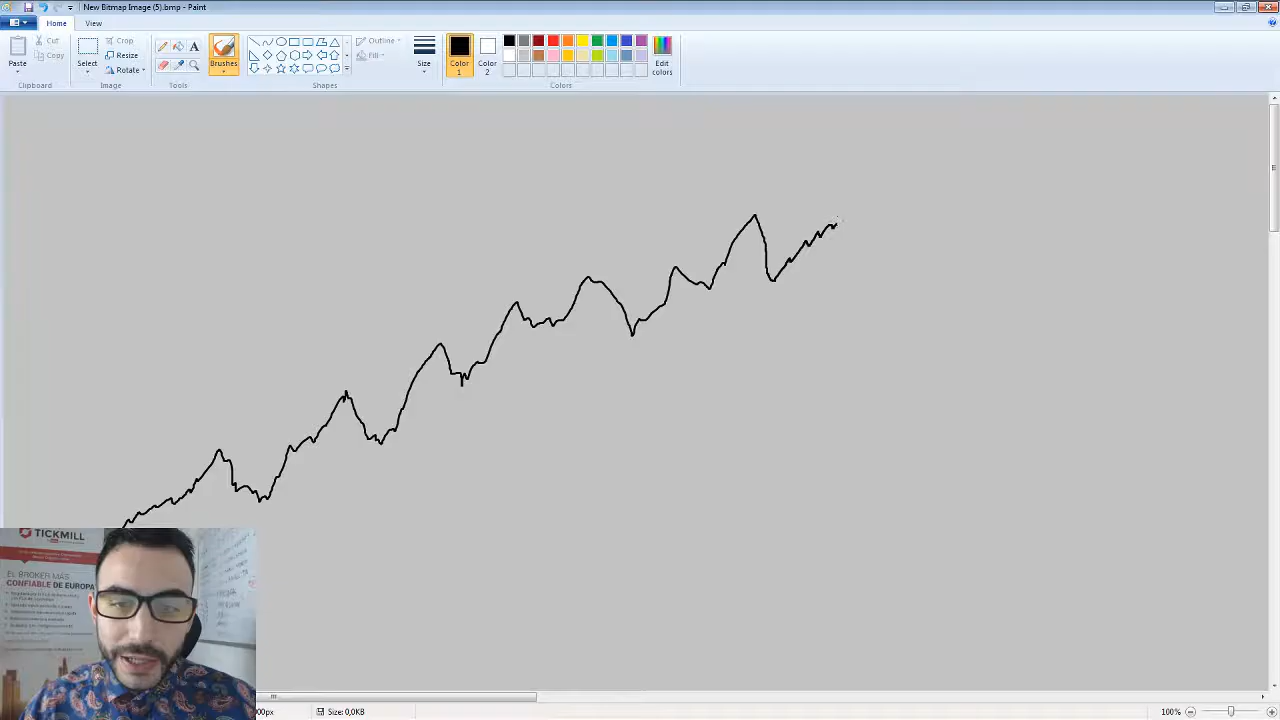 New Bitmap Image (5).bmp - Paint
Home
View
Paste
Cut
Copy
Clipboard
Select
Crop
Resize
Rotate
Image
Tools
Brushes
Shapes
Outline
Fill
Size
Color 1
Color 2
Edit colors
Colors
TICKMILL
EL BROKER MÁS
CONFIABLE DE EUROPA
00px
Size: 0,0KB
100%